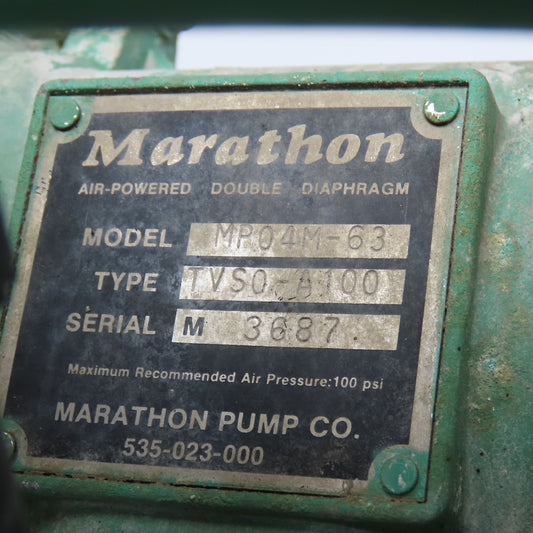 Marathon
AIR-POWERED DOUBLE DIAPHRAGM
MODEL MP04M-63
TYPE TVSO-A100
SERIAL M 3687
Maximum Recommended Air Pressure:100 psi
MARATHON PUMP CO.
535-023-000